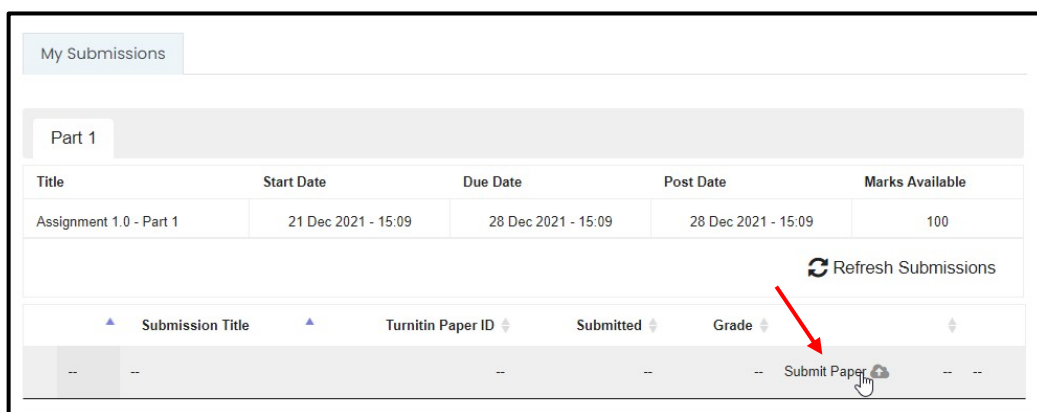 My Submissions
Part 1
Title Start Date Due Date Post Date Marks Available
Assignment 1.0 - Part 1 21 Dec 2021 - 15:09 28 Dec 2021 - 15:09 28 Dec 2021 - 15:09 100
Refresh Submissions
Submission Title Turnitin Paper ID Submitted Grade
-- -- -- -- -- Submit Paper -- --